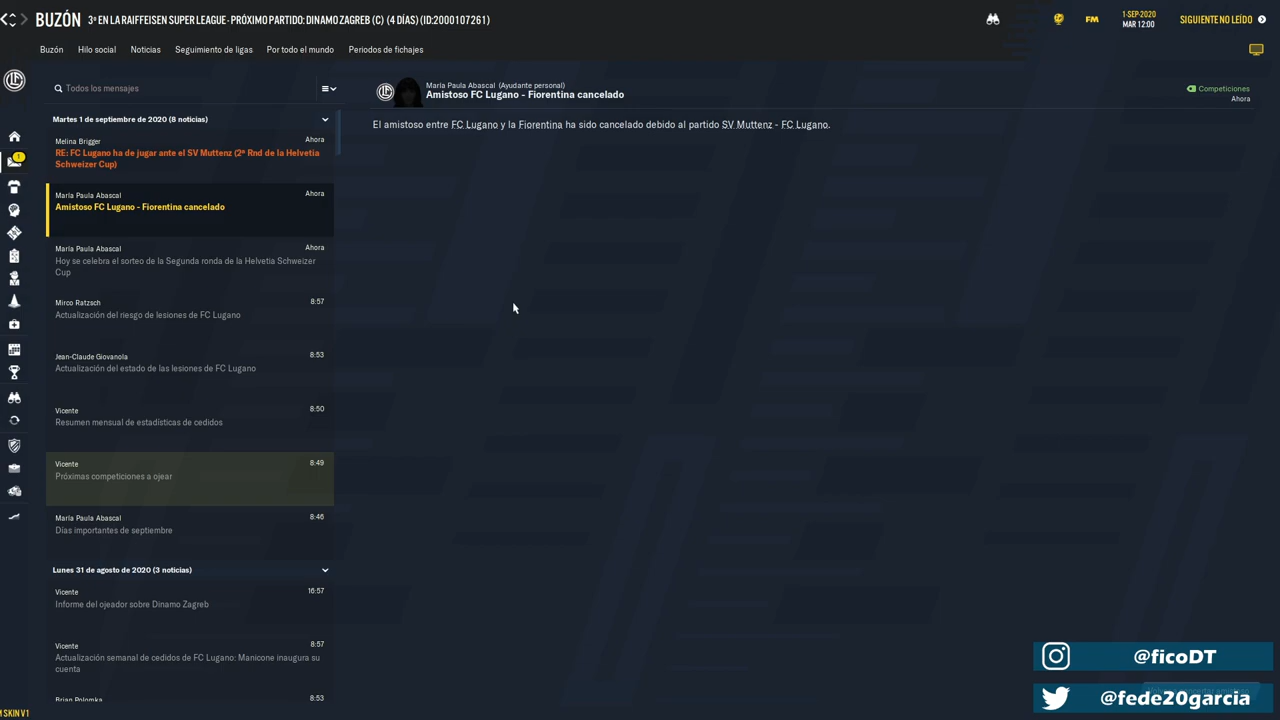 BUZÓN
3º EN LA RAIFFEISEN SUPER LEAGUE - PRÓXIMO PARTIDO: DINAMO ZAGREB (C) (4 DÍAS) (ID:2000107261)
FM
1-SEP-2020
MAR 12:00
SIGUIENTE NO LEÍDO
Buzón
Hilo social
Noticias
Seguimiento de ligas
Por todo el mundo
Periodos de fichajes
Todos los mensajes
Martes 1 de septiembre de 2020 (8 noticias)
Melina Brigger
Ahora
RE: FC Lugano ha de jugar ante el SV Muttenz (2ª Rnd de la Helvetia
Schweizer Cup)
María Paula Abascal
Ahora
Amistoso FC Lugano - Fiorentina cancelado
María Paula Abascal
Ahora
Hoy se celebra el sorteo de la Segunda ronda de la Helvetia Schweizer
Cup
Mirco Ratzsch
8:57
Actualización del riesgo de lesiones de FC Lugano
Jean-Claude Giovanola
8:53
Actualización del estado de las lesiones de FC Lugano
Vicente
8:50
Resumen mensual de estadísticas de cedidos
Vicente
8:49
Próximas competiciones a ojear
María Paula Abascal
8:46
Días importantes de septiembre
Lunes 31 de agosto de 2020 (3 noticias)
Vicente
16:57
Informe del ojeador sobre Dinamo Zagreb
Vicente
8:57
Actualización semanal de cedidos de FC Lugano: Manicone inaugura su
cuenta
Brian Polomka
8:53
María Paula Abascal (Ayudante personal)
Amistoso FC Lugano - Fiorentina cancelado
Competiciones
Ahora
El amistoso entre FC Lugano y la Fiorentina ha sido cancelado debido al partido SV Muttenz - FC Lugano.
@ficoDT
@fede20garcia
SKIN V1
1